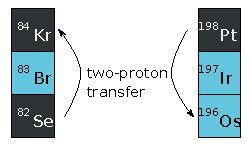 84Kr
198Pt
83Br
two-proton
197Ir
transfer
82Se
196Os